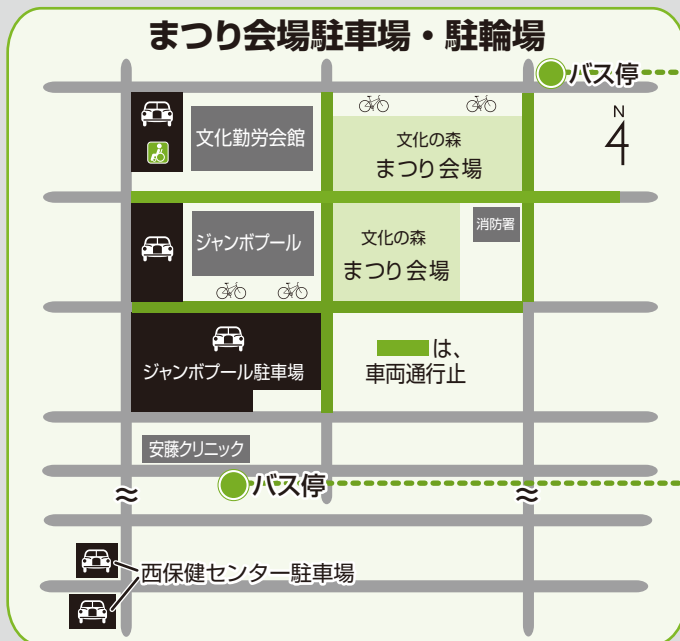 まつり会場駐車場・駐輪場
バス停
N
文化勤労会館
文化の森
まつり会場
消防署
ジャンボプール
文化の森
まつり会場
は、
車両通行止
ジャンボプール駐車場
安藤クリニック
バス停
西保健センター駐車場